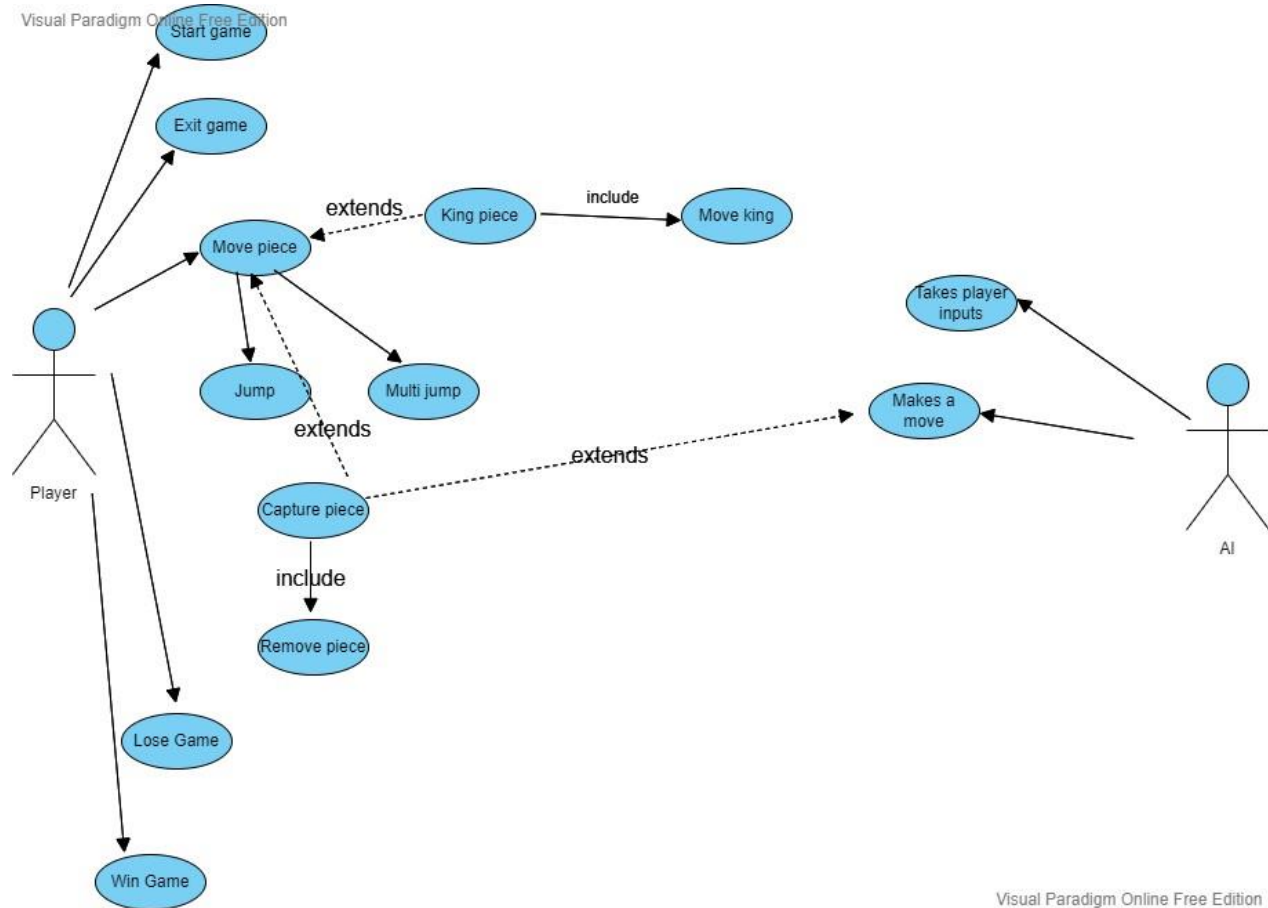 Visual Paradigm Online Free Edition
Start game
Exit game
extends
King piece
include
Move king
Move piece
Takes player
inputs
Jump
Multi jump
Makes a
move
extends
extends
Player
Capture piece
AI
include
Remove piece
Lose Game
Win Game
Visual Paradigm Online Free Edition